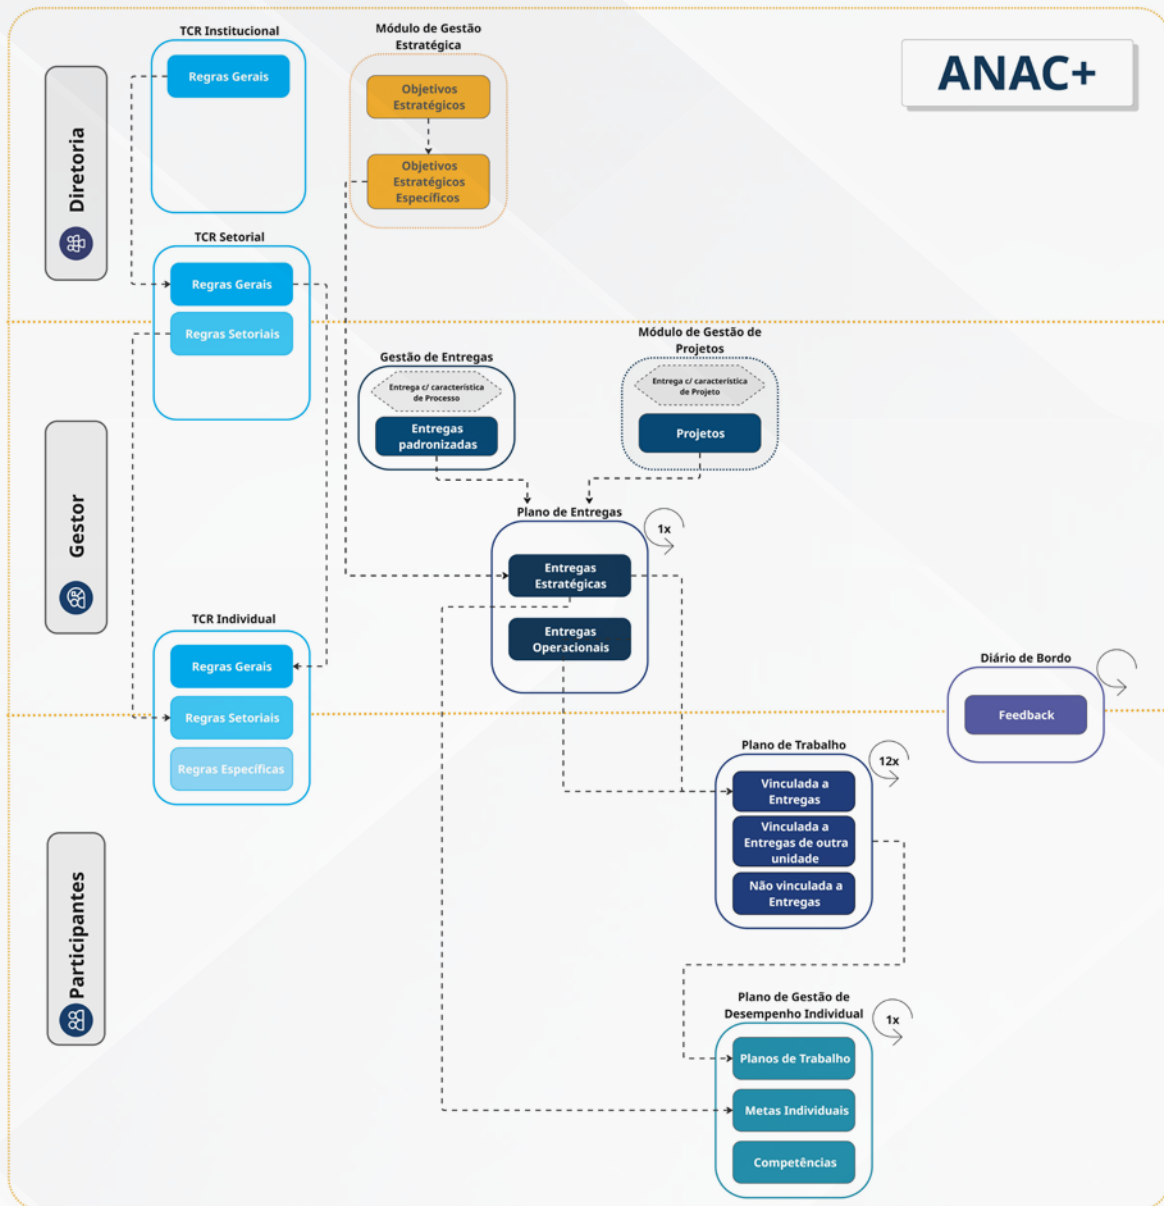 ANAC+
Diretoria
TCR Institucional
Regras Gerais
Módulo de Gestão
Estratégica
Objetivos
Estratégicos
Objetivos
Estratégicos
Específicos
TCR Setorial
Regras Gerais
Regras Setoriais
Gestor
Gestão de Entregas
Entrega c/ característica
de Processo
Entregas
padronizadas
Módulo de Gestão de
Projetos
Entrega c/ característica
de Projeto
Projetos
Plano de Entregas
1x
Entregas
Estratégicas
Entregas
Operacionais
TCR Individual
Regras Gerais
Regras Setoriais
Regras Específicas
Diário de Bordo
Feedback
Participantes
Plano de Trabalho
12x
Vinculada a
Entregas
Vinculada a
Entregas de outra
unidade
Não vinculada a
Entregas
Plano de Gestão de
Desempenho Individual
1x
Planos de Trabalho
Metas Individuais
Competências